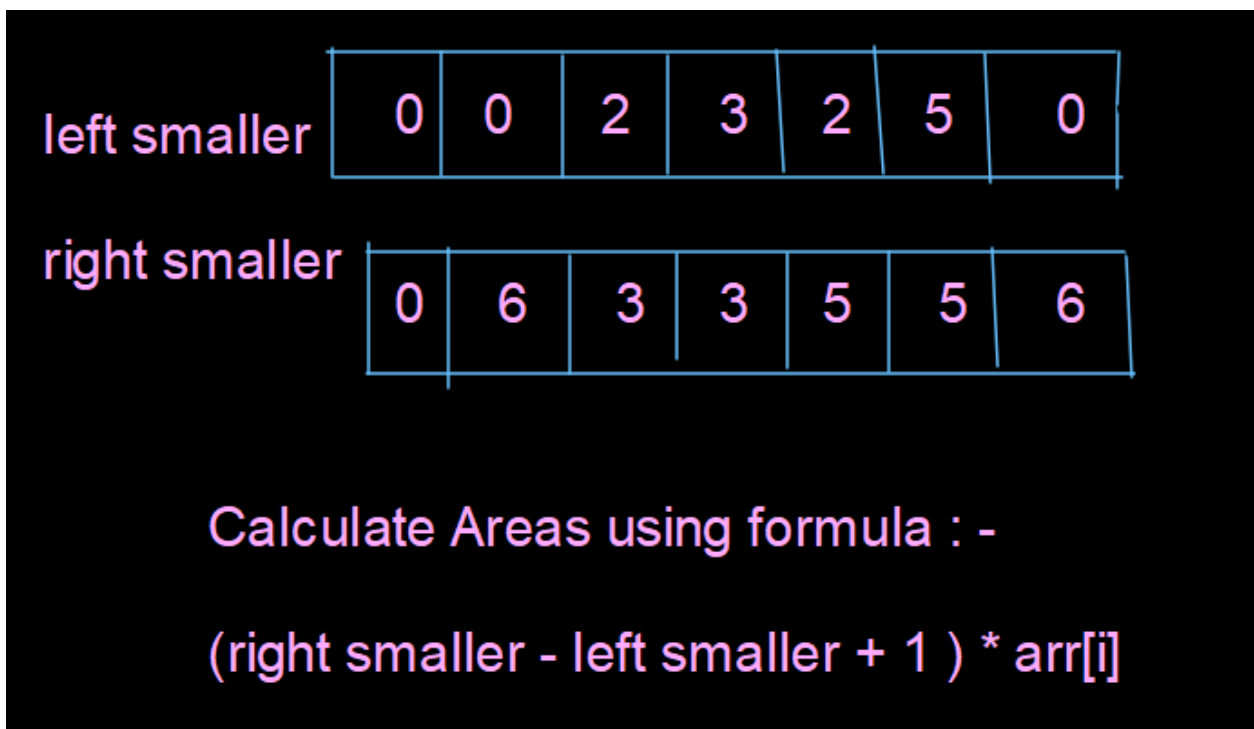 left smaller 0 0 2 3 2 5 0
right smaller 0 6 3 3 5 5 6
Calculate Areas using formula : -
(right smaller - left smaller + 1 ) * arr[i]